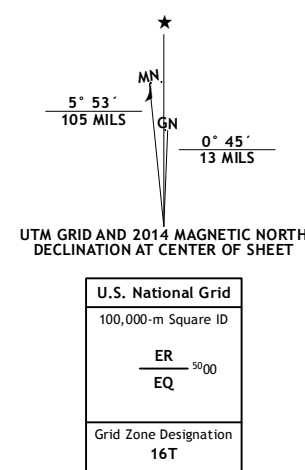 ★
MN.
5° 53´
105 MILS
GN
0° 45´
13 MILS
UTM GRID AND 2014 MAGNETIC NORTH
DECLINATION AT CENTER OF SHEET
U.S. National Grid
100,000-m Square ID
ER
5000
EQ
Grid Zone Designation
16T